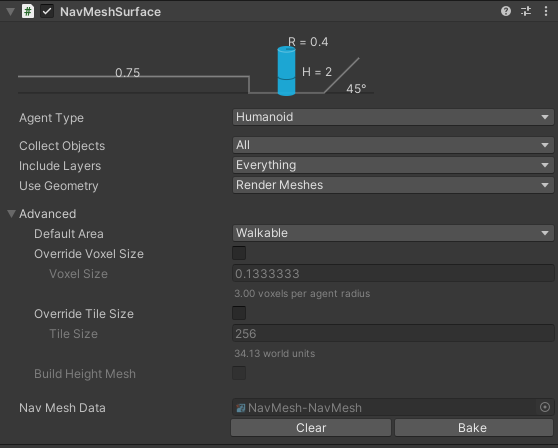 NavMeshSurface
R = 0.4
0.75
H = 2
45°
Agent Type Humanoid
Collect Objects All
Include Layers Everything
Use Geometry Render Meshes
Advanced
Default Area Walkable
Override Voxel Size
Voxel Size 0.1333333
3.00 voxels per agent radius
Override Tile Size
Tile Size 256
34.13 world units
Build Height Mesh
Nav Mesh Data NavMesh-NavMesh
Clear Bake